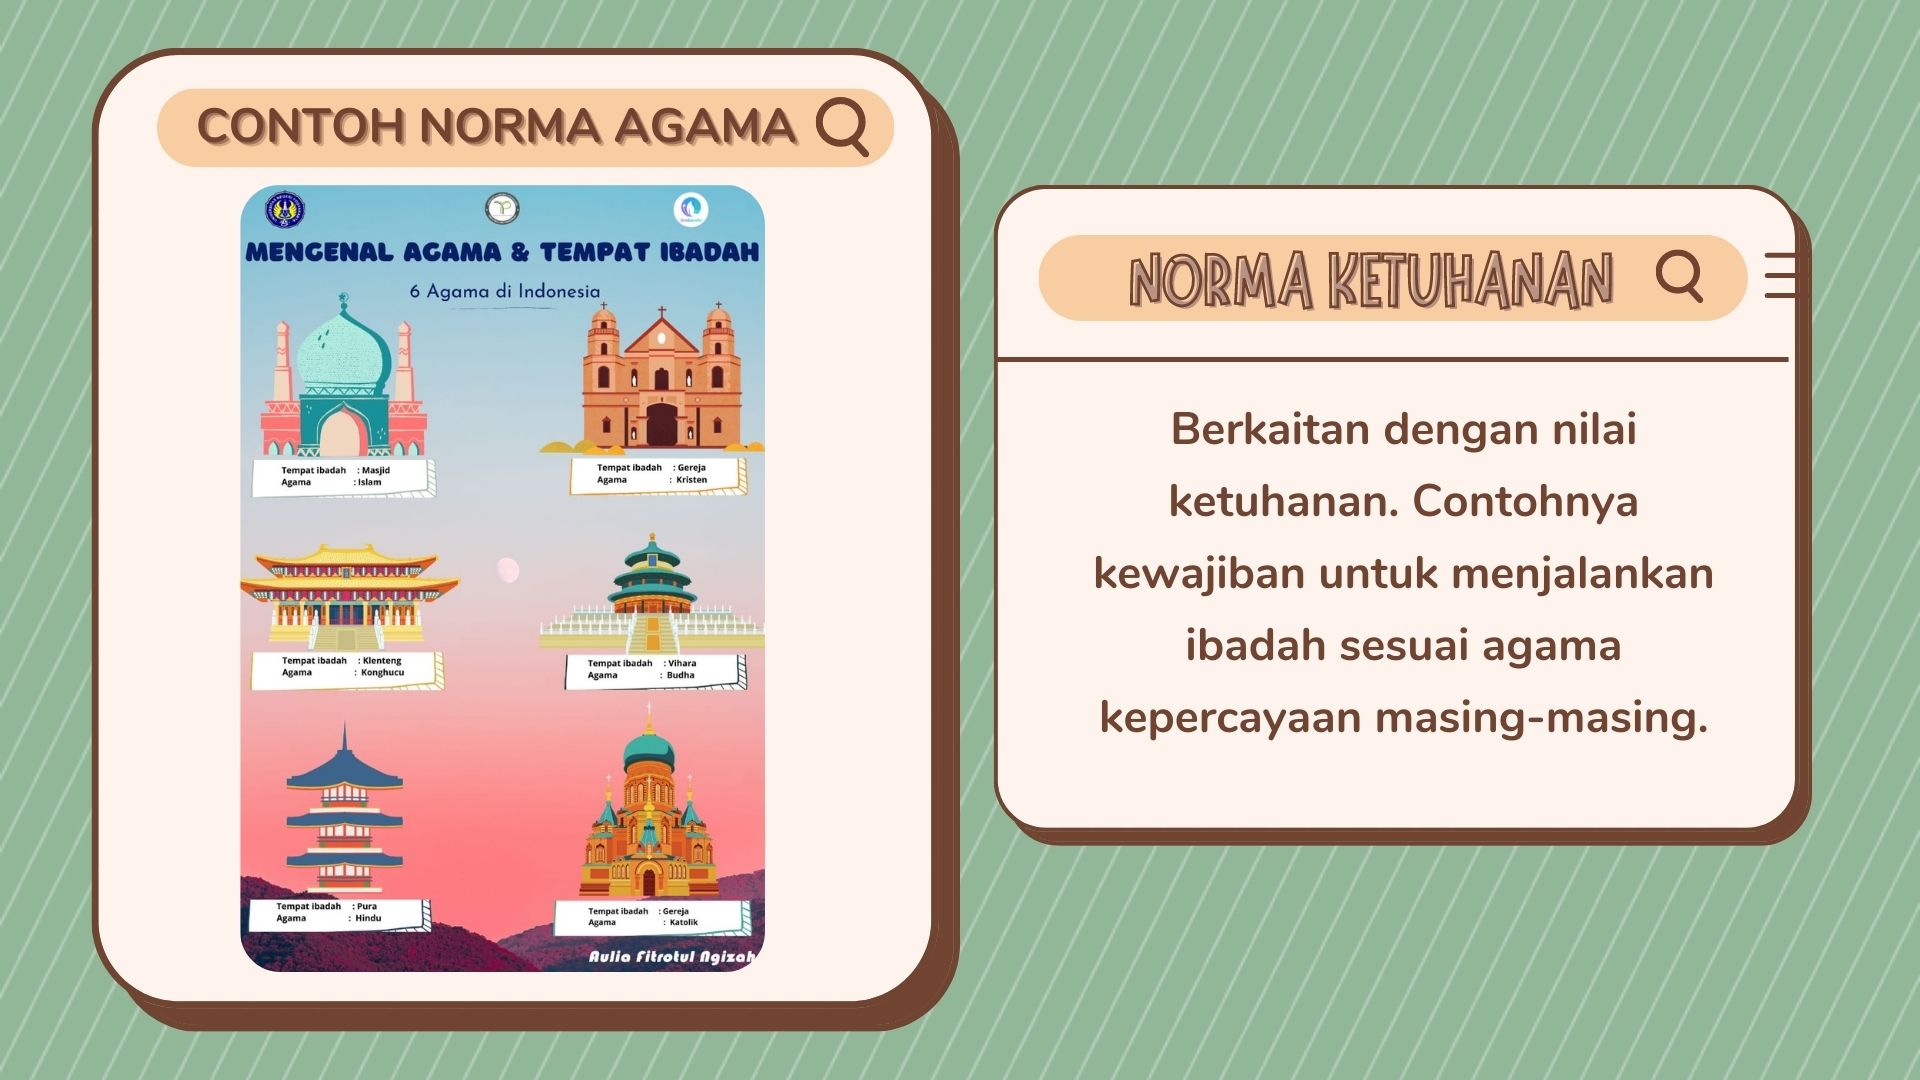 CONTOH NORMA AGAMA
MENGENAL AGAMA & TEMPAT IBADAH
6 Agama di Indonesia
Tempat ibadah : Masjid
Agama : Islam
Tempat ibadah : Gereja
Agama : Kristen
Tempat ibadah : Klenteng
Agama : Konghucu
Tempat ibadah : Vihara
Agama : Budha
Tempat ibadah : Pura
Agama : Hindu
Tempat ibadah : Gereja
Agama : Katolik
Aulia Fitrotul Ngizah
NORMA KETUHANAN
Berkaitan dengan nilai
ketuhanan. Contohnya
kewajiban untuk menjalankan
ibadah sesuai agama
kepercayaan masing-masing.